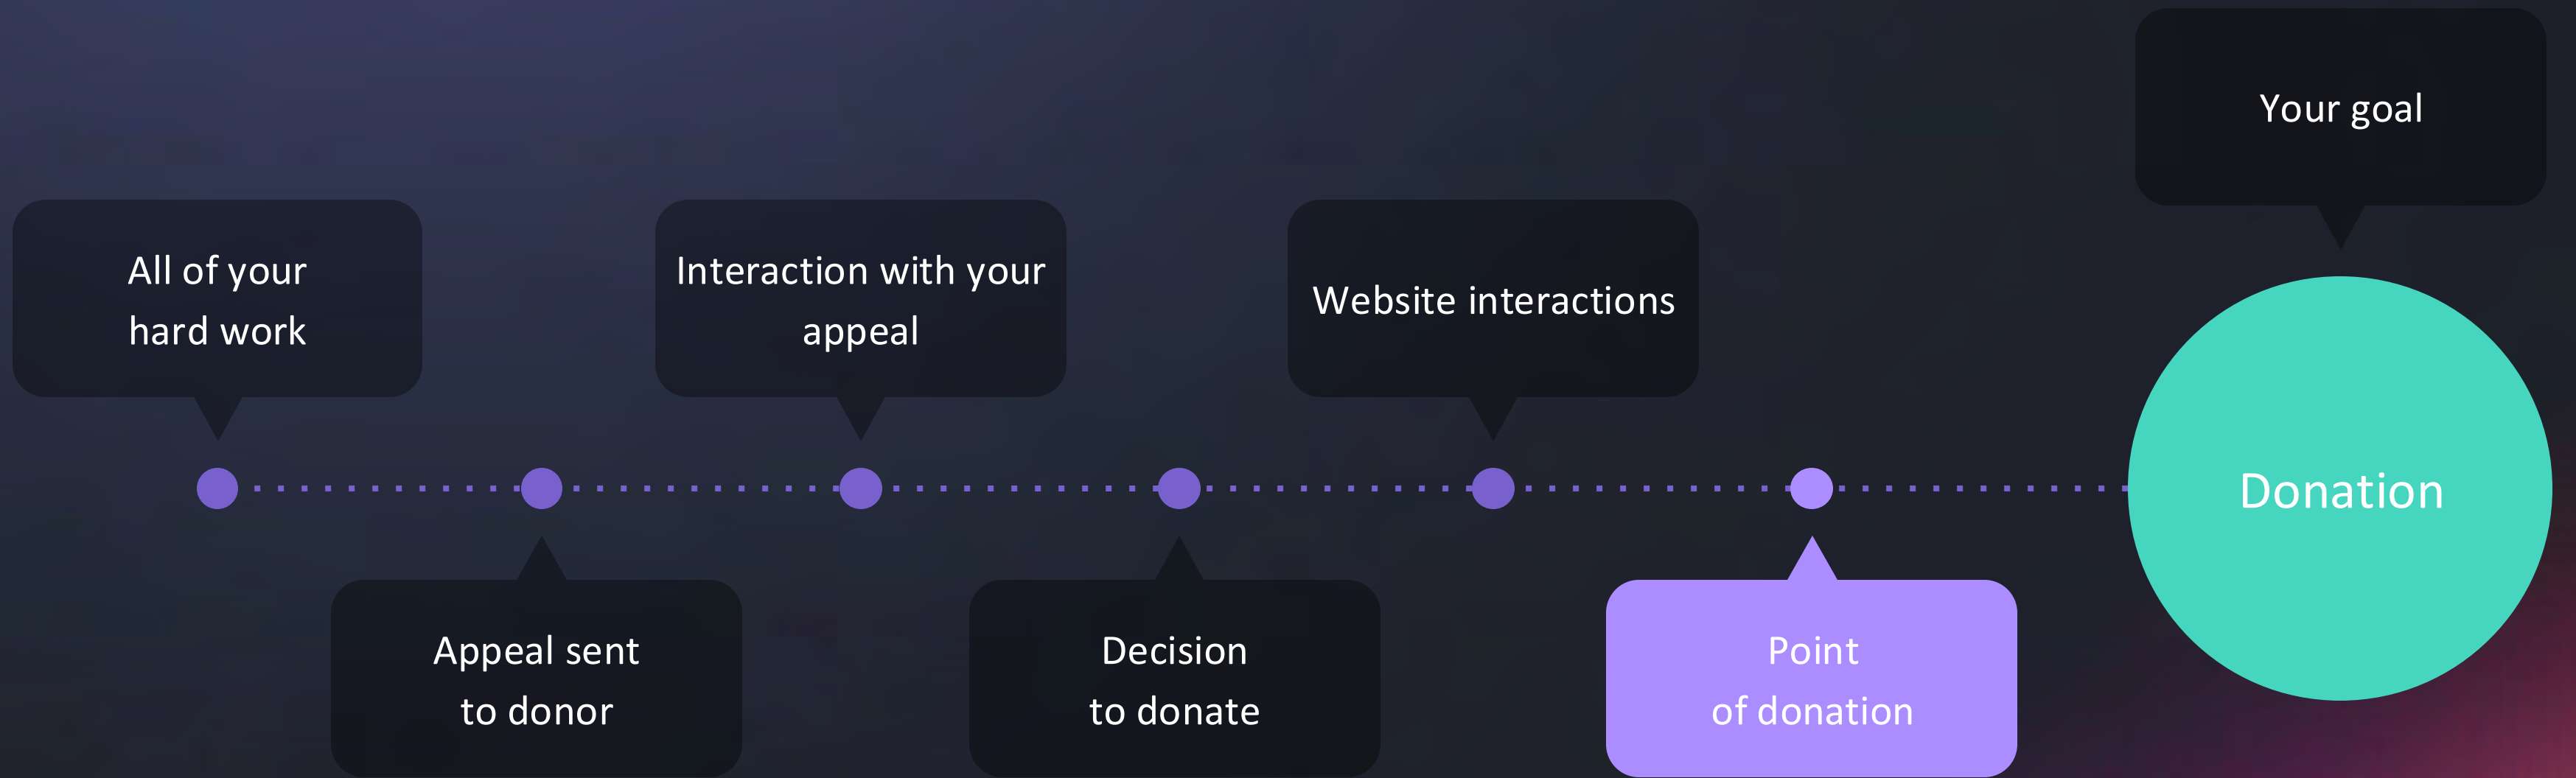 Your goal
All of your
hard work
Interaction with your
appeal
Website interactions
Donation
Appeal sent
to donor
Decision
to donate
Point
of donation